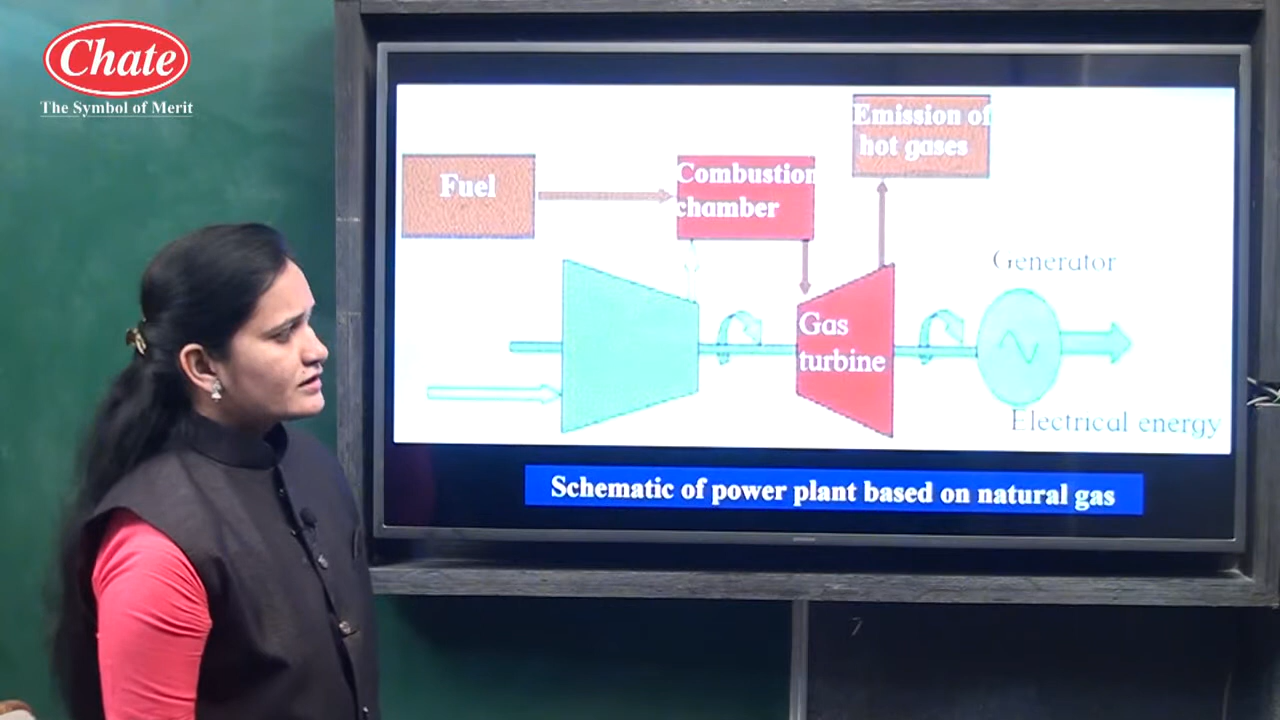 Chate
The Symbol of Merit
Emission of
hot gases
Fuel
Combustion
chamber
Generator
Gas
turbine
Electrical energy
Schematic of power plant based on natural gas